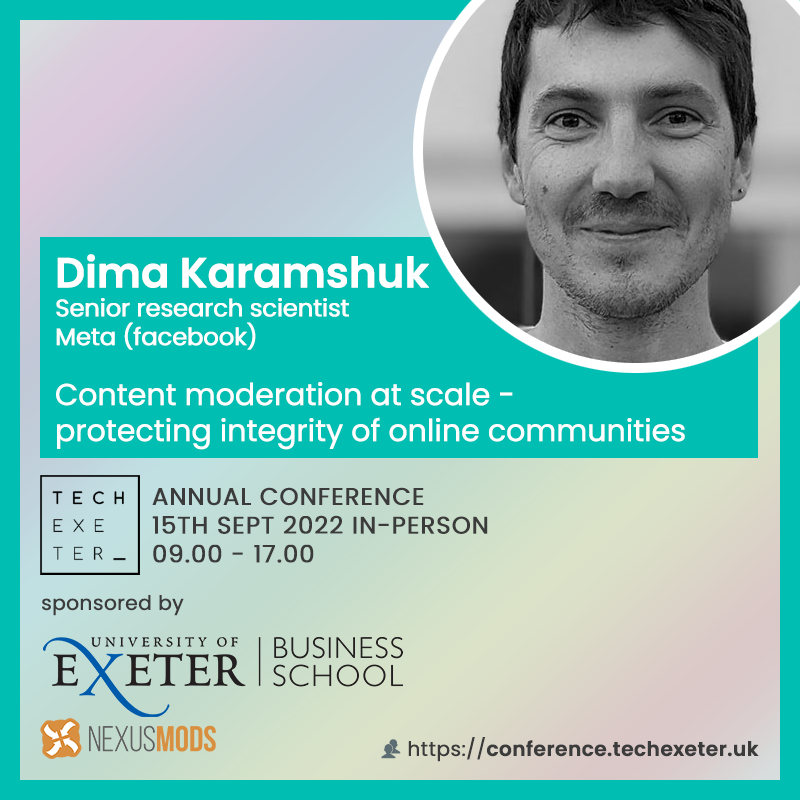 Dima Karamshuk
Senior research scientist
Meta (facebook)
Content moderation at scale -
protecting integrity of online communities
TECH
EXE
TER_
ANNUAL CONFERENCE
15TH SEPT 2022 IN-PERSON
09.00 - 17.00
sponsored by
UNIVERSITY OF
EXETER
BUSINESS
SCHOOL
NEXUSMODS
https://conference.techexeter.uk